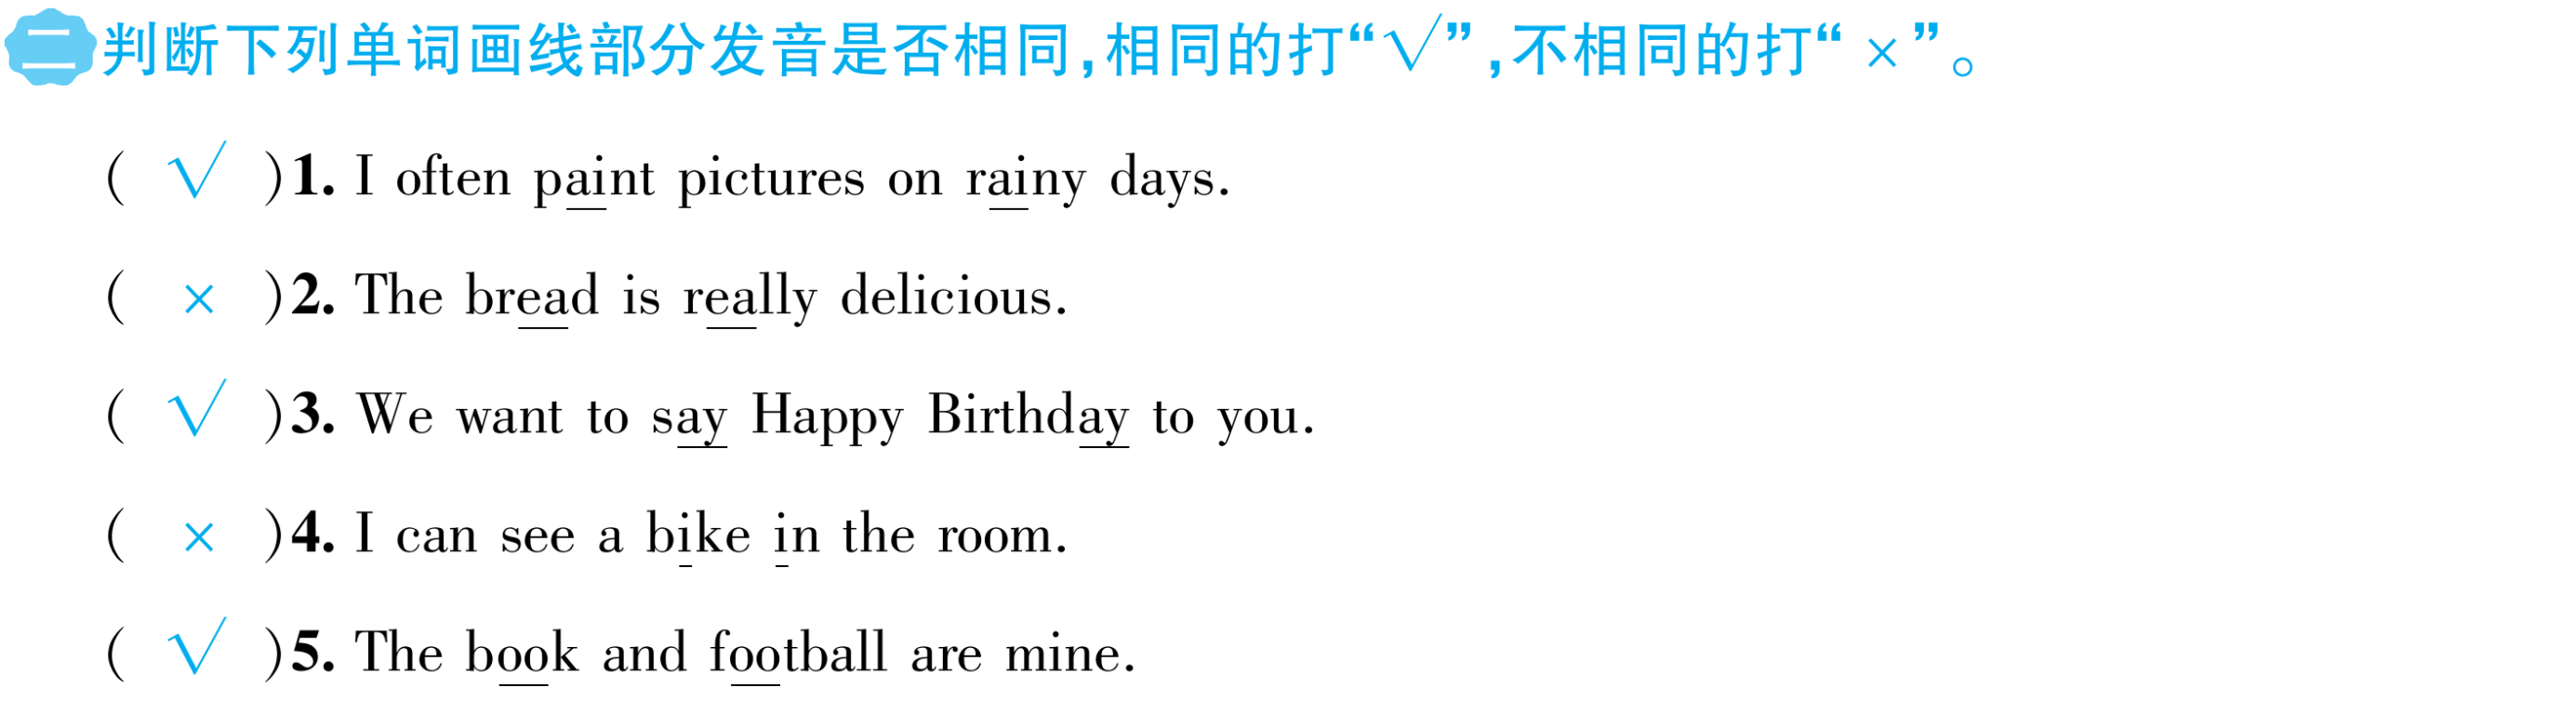 二 判断下列单词画线部分发音是否相同,相同的打“√”,不相同的打“×”。
( √ )1. I often paint pictures on rainy days.
( × )2. The bread is really delicious.
( √ )3. We want to say Happy Birthday to you.
( × )4. I can see a bike in the room.
( √ )5. The book and football are mine.